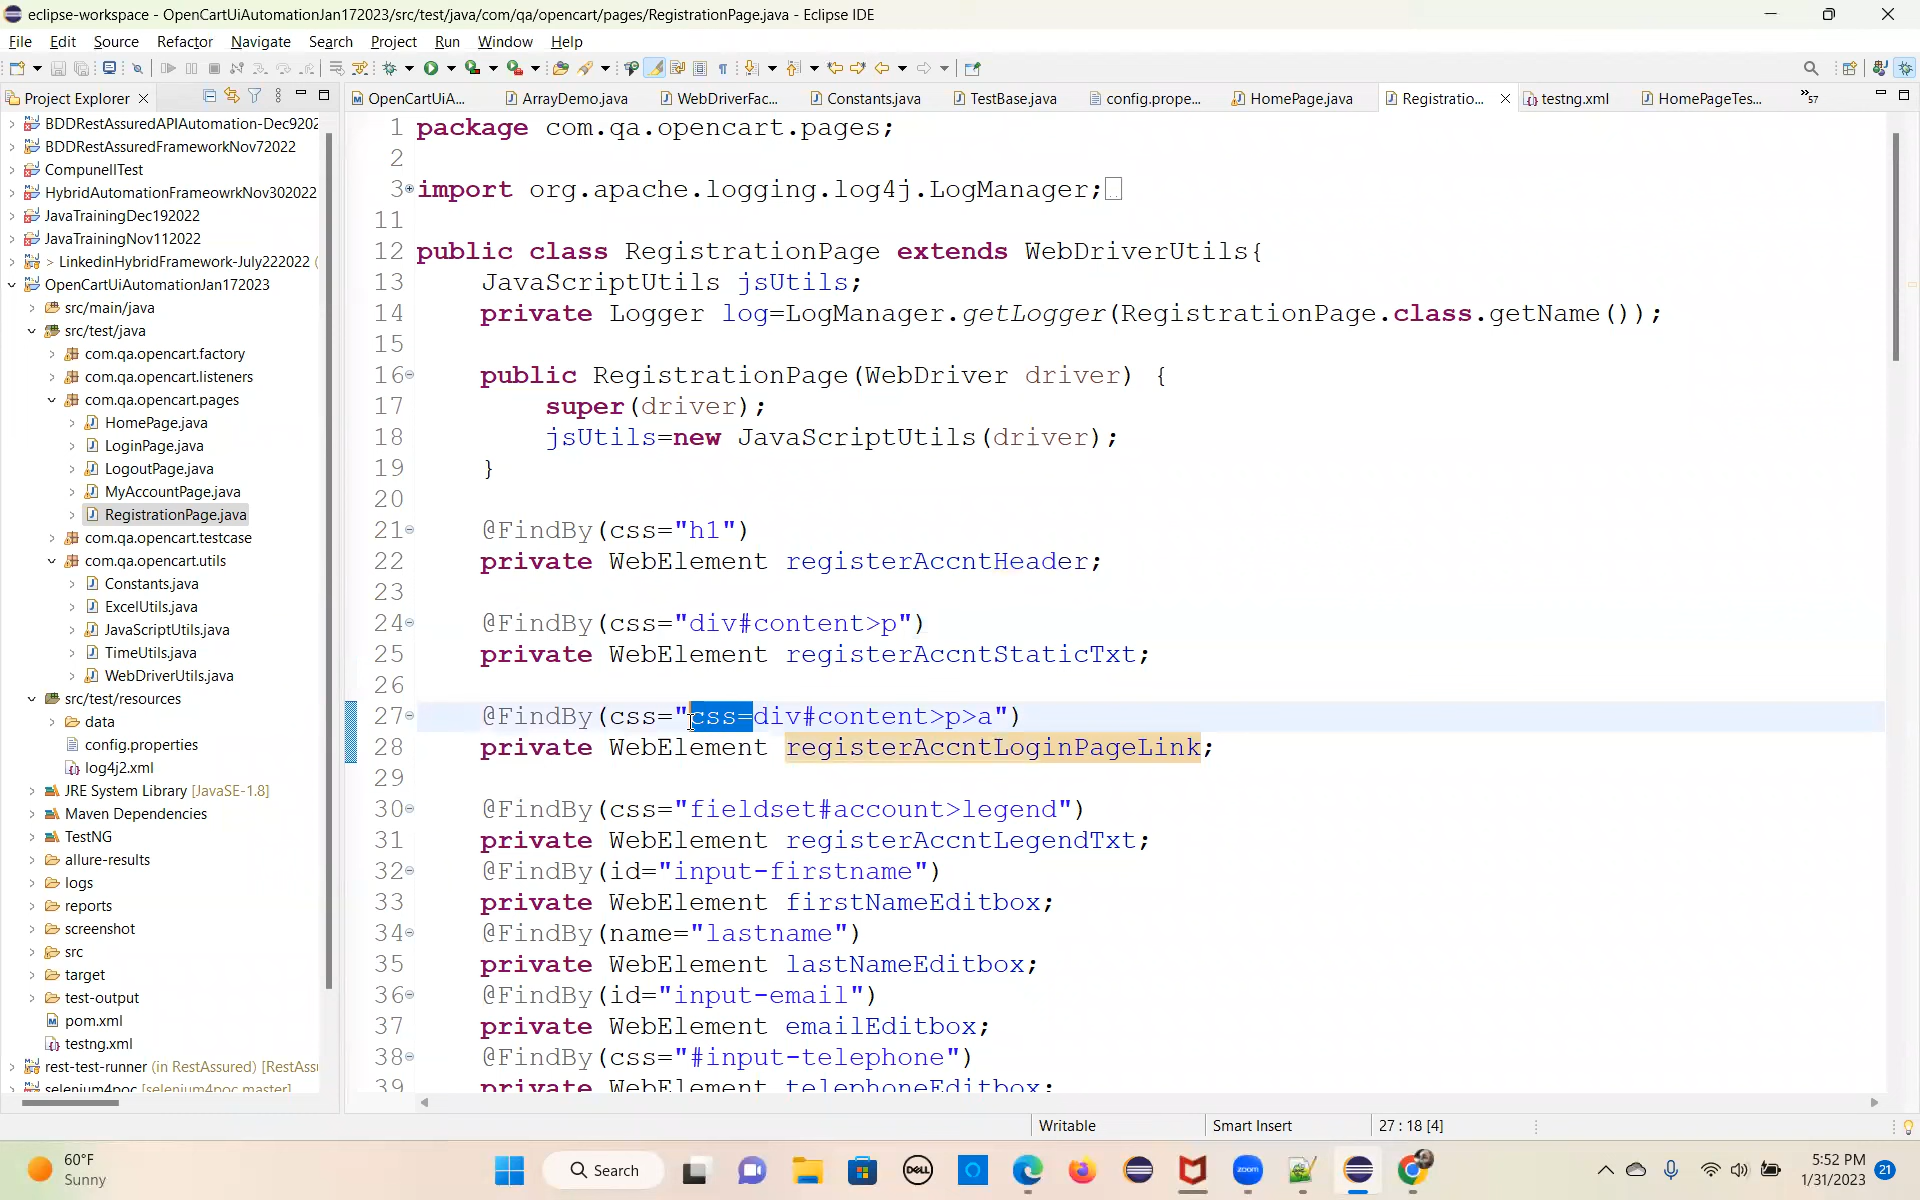 eclipse-workspace - OpenCartUiAutomationJan172023/src/test/java/com/qa/opencart/pages/RegistrationPage.java - Eclipse IDE
File Edit Source Refactor Navigate Search Project Run Window Help
Project Explorer
OpenCartUiA... ArrayDemo.java WebDriverFac... Constants.java TestBase.java config.prope... HomePage.java Registratio... testng.xml HomePageTes... »57
BDDRestAssuredAPIAutomation-Dec9202
BDDRestAssuredFrameworkNov72022
CompunellTest
HybridAutomationFrameowrkNov302022
JavaTrainingDec192022
JavaTrainingNov112022
> LinkedinHybridFramework-July222022 (
OpenCartUiAutomationJan172023
src/main/java
src/test/java
com.qa.opencart.factory
com.qa.opencart.listeners
com.qa.opencart.pages
HomePage.java
LoginPage.java
LogoutPage.java
MyAccountPage.java
RegistrationPage.java
com.qa.opencart.testcase
com.qa.opencart.utils
Constants.java
ExcelUtils.java
JavaScriptUtils.java
TimeUtils.java
WebDriverUtils.java
src/test/resources
data
config.properties
log4j2.xml
JRE System Library [JavaSE-1.8]
Maven Dependencies
TestNG
allure-results
logs
reports
screenshot
src
target
test-output
pom.xml
testng.xml
rest-test-runner (in RestAssured) [RestAssu
selenium4poc [selenium4poc master]
1 package com.qa.opencart.pages;
2
3 import org.apache.logging.log4j.LogManager;
11
12 public class RegistrationPage extends WebDriverUtils{
13 JavaScriptUtils jsUtils;
14 private Logger log=LogManager.getLogger(RegistrationPage.class.getName());
15
16 public RegistrationPage(WebDriver driver) {
17 super(driver);
18 jsUtils=new JavaScriptUtils(driver);
19 }
20
21 @FindBy(css="h1")
22 private WebElement registerAccntHeader;
23
24 @FindBy(css="div#content>p")
25 private WebElement registerAccntStaticTxt;
26
27 @FindBy(css="css=div#content>p>a")
28 private WebElement registerAccntLoginPageLink;
29
30 @FindBy(css="fieldset#account>legend")
31 private WebElement registerAccntLegendTxt;
32 @FindBy(id="input-firstname")
33 private WebElement firstNameEditbox;
34 @FindBy(name="lastname")
35 private WebElement lastNameEditbox;
36 @FindBy(id="input-email")
37 private WebElement emailEditbox;
38 @FindBy(css="#input-telephone")
39 private WebElement telephoneEditbox;
Writable Smart Insert 27 : 18 [4]
60°F
Sunny
Search
DELL
zoom
5:52 PM
1/31/2023
21